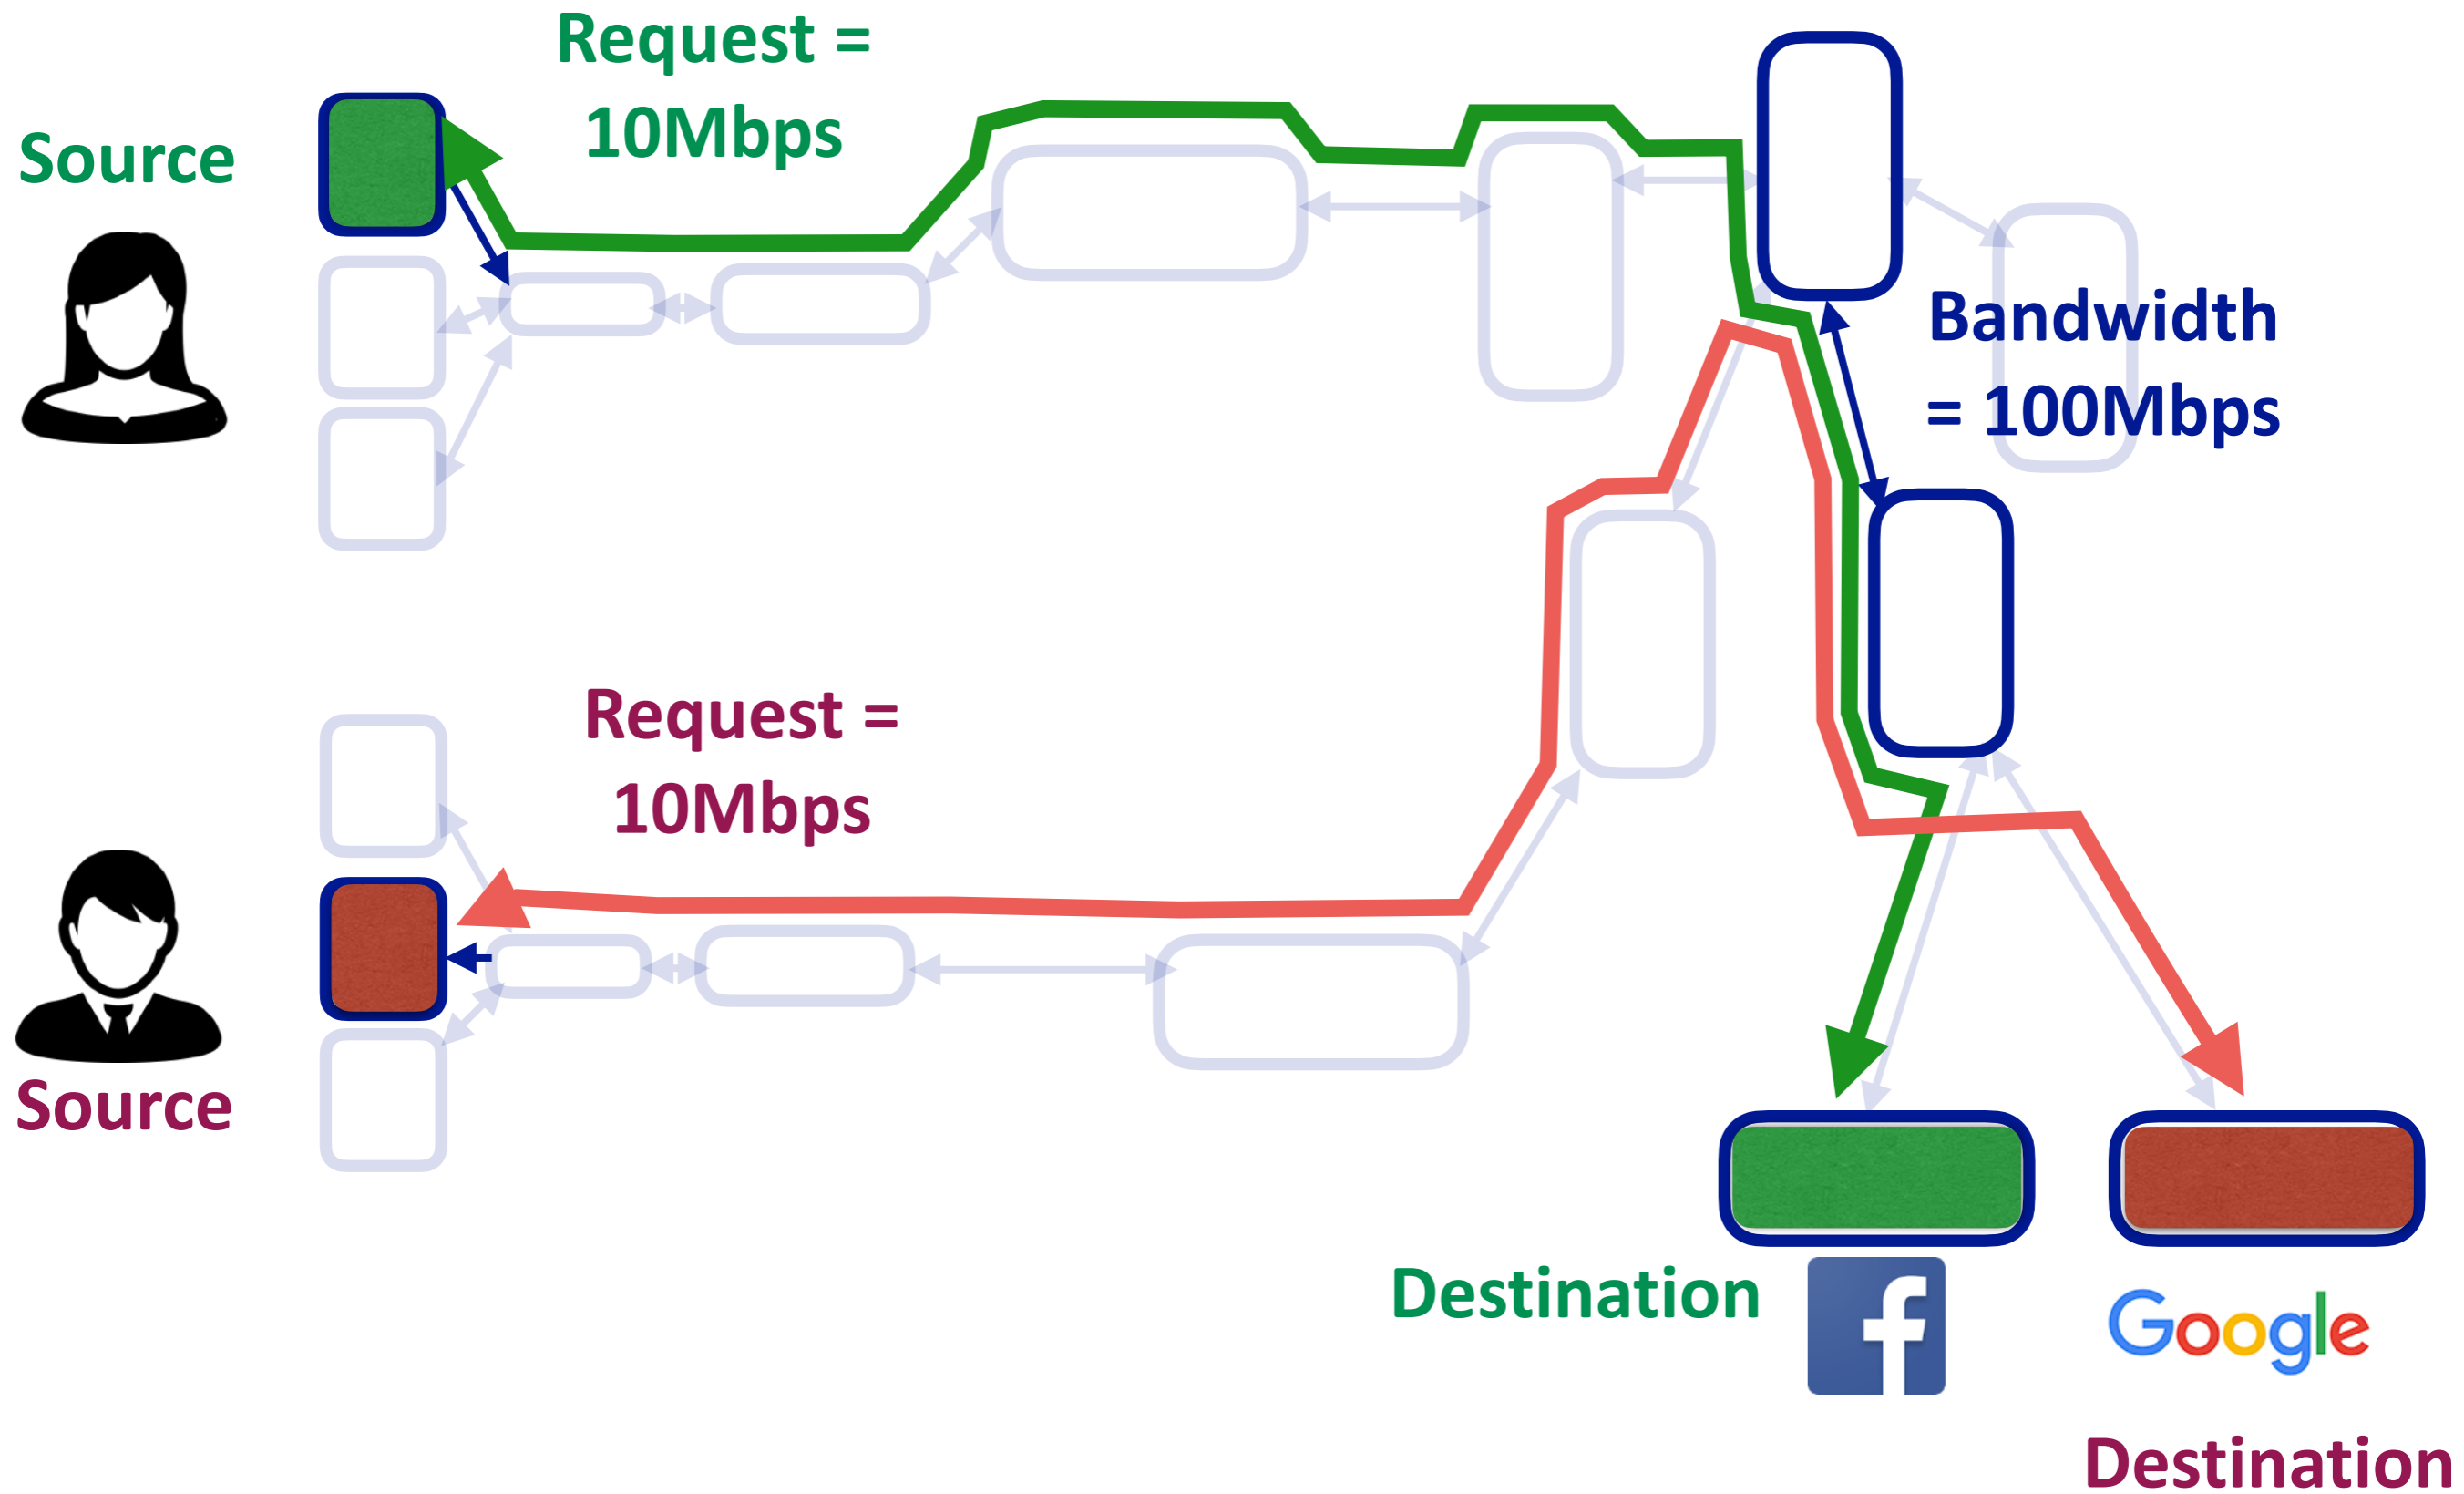 Request =
10Mbps
Source
Bandwidth
= 100Mbps
Request =
10Mbps
Source
Destination
f
Google
Destination